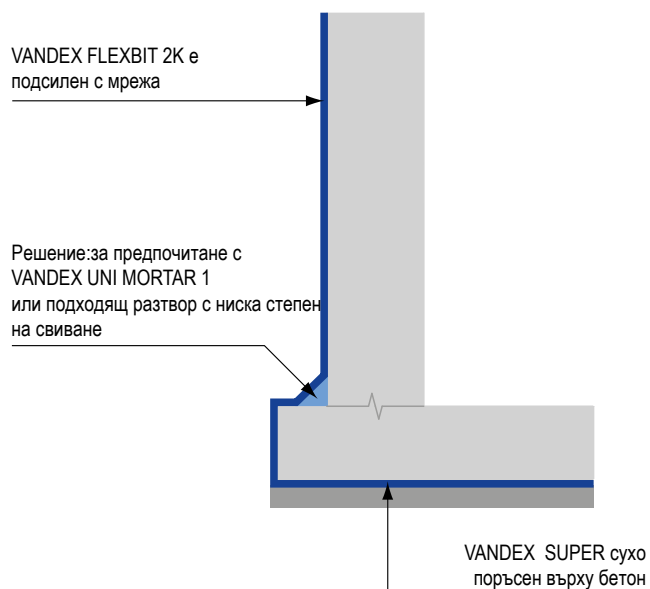 VANDEX FLEXBIT 2K е
подсилен с мрежа
Решение:за предпочитане с
VANDEX UNI MORTAR 1
или подходящ разтвор с ниска степен
на свиване
VANDEX SUPER сухо
поръсен върху бетон